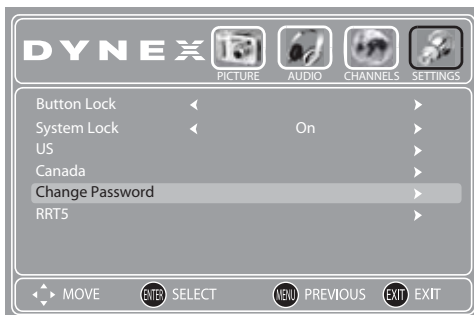 DYNEX
PICTURE AUDIO CHANNELS SETTINGS
Button Lock
System Lock On
US
Canada
Change Password
RRT5
MOVE ENTER SELECT MENU PREVIOUS EXIT EXIT